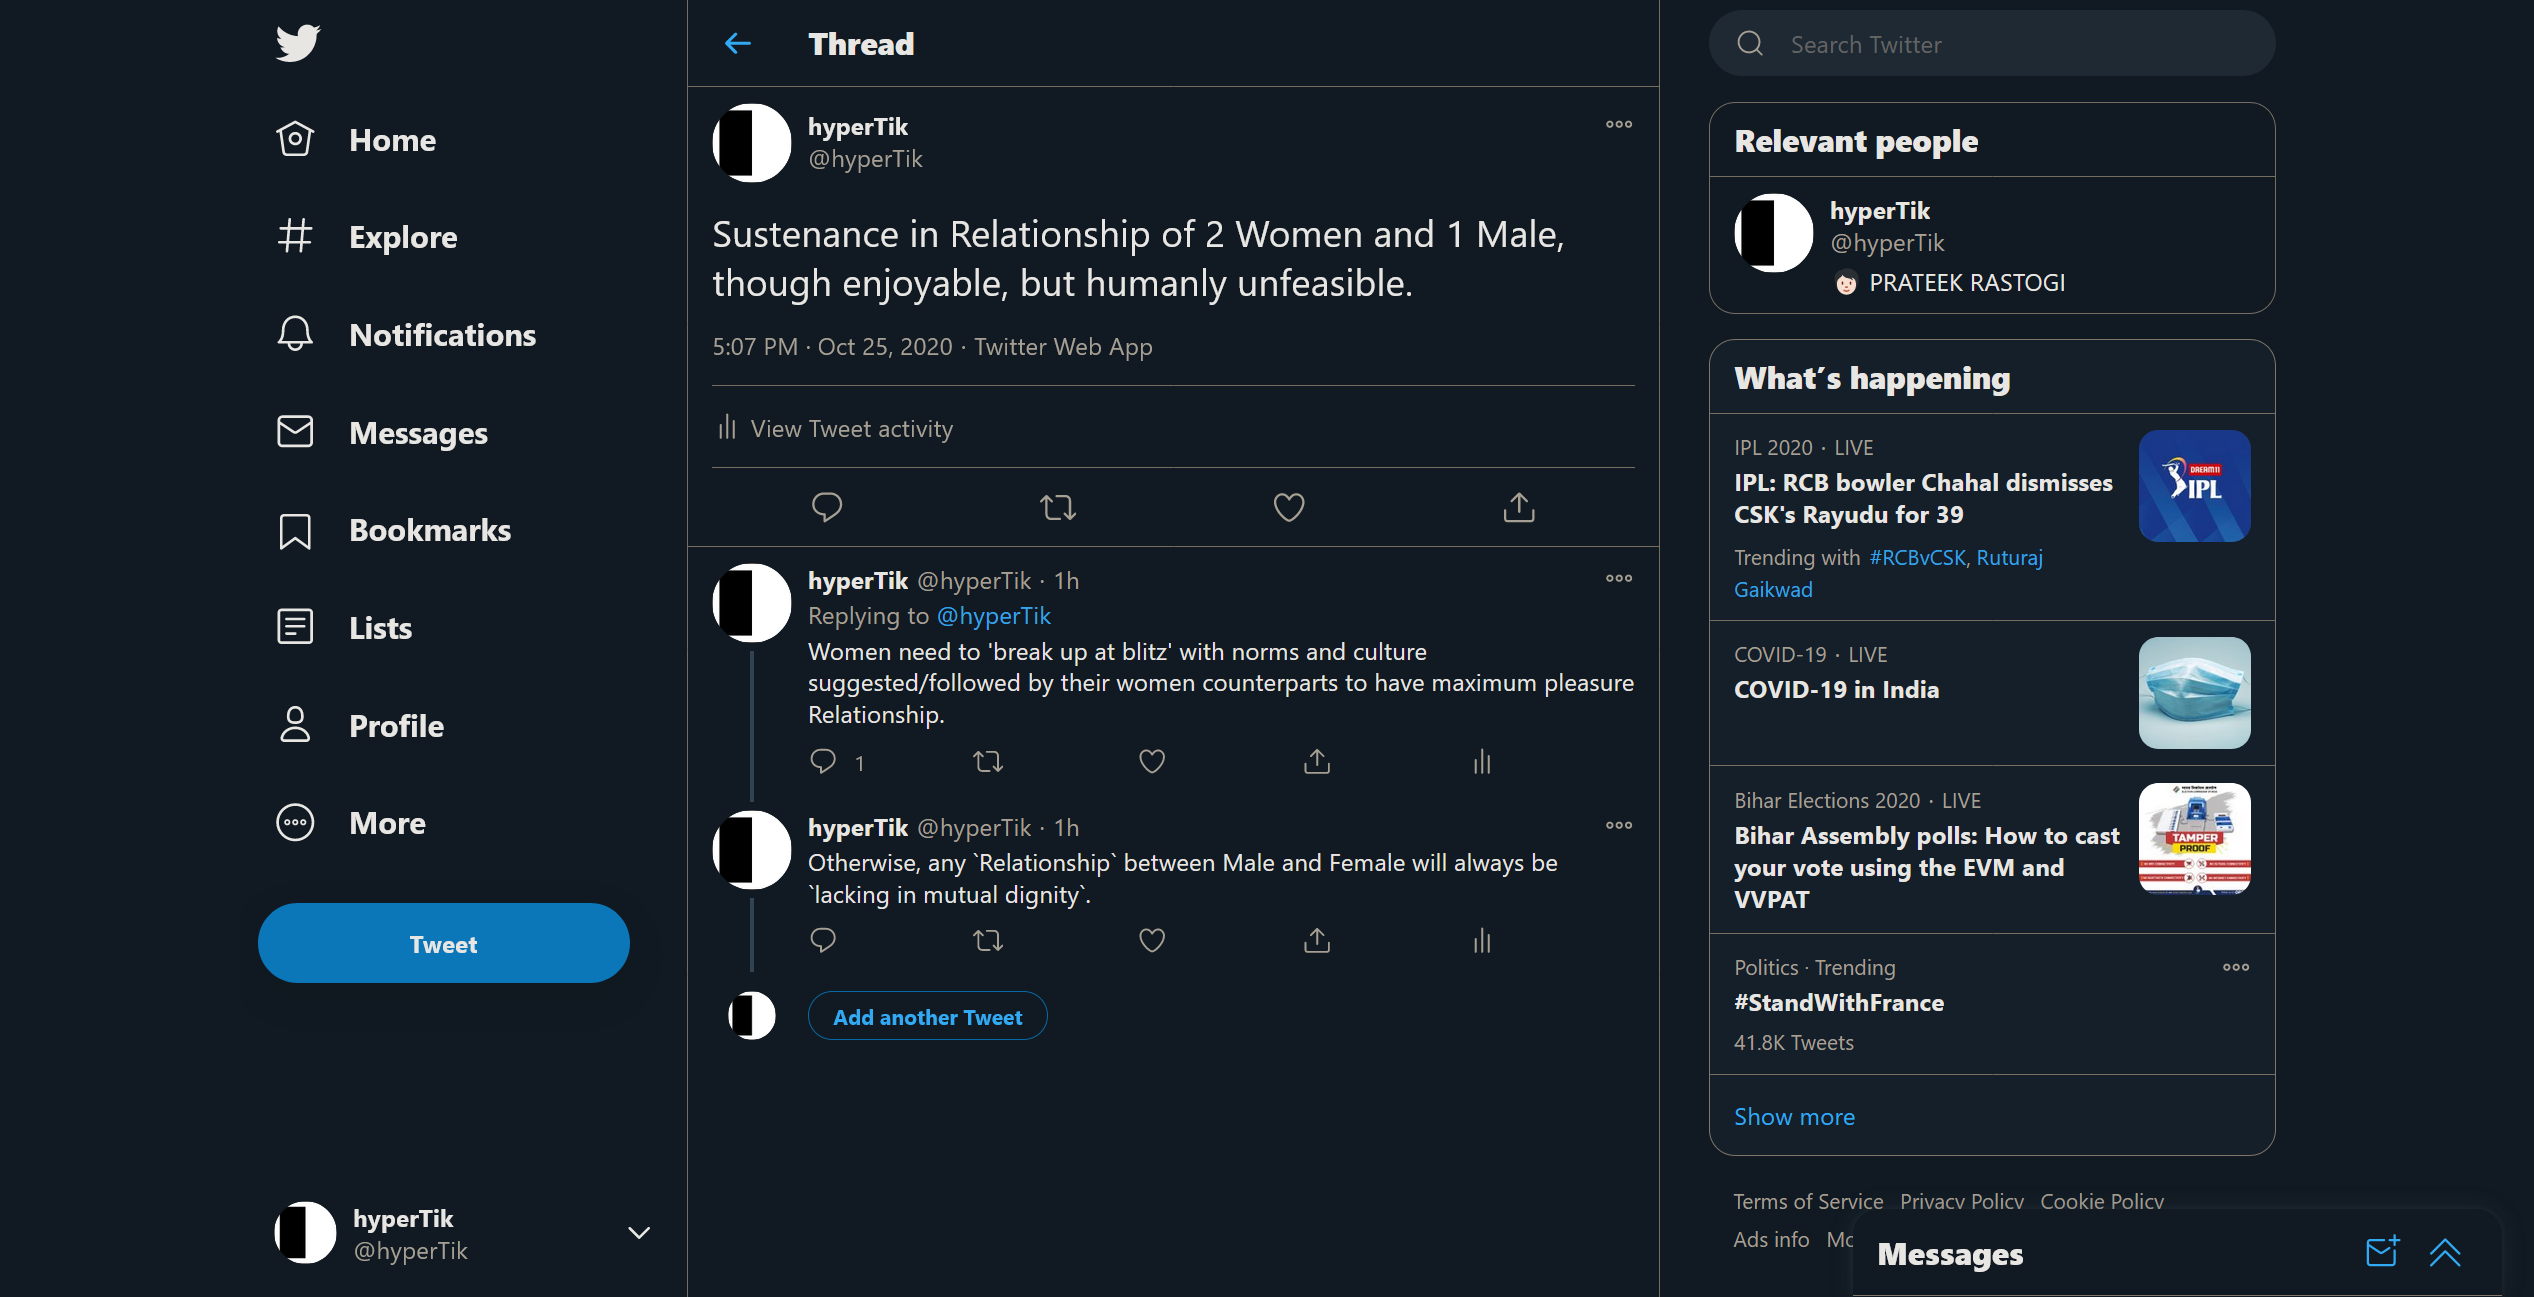 Home
Explore
Notifications
Messages
Bookmarks
Lists
Profile
More
Tweet
hyperTik
@hyperTik
Thread
hyperTik
@hyperTik
Sustenance in Relationship of 2 Women and 1 Male,
though enjoyable, but humanly unfeasible.
5:07 PM · Oct 25, 2020 · Twitter Web App
View Tweet activity
hyperTik @hyperTik · 1h
Replying to @hyperTik
Women need to 'break up at blitz' with norms and culture
suggested/followed by their women counterparts to have maximum pleasure
Relationship.
1
hyperTik @hyperTik · 1h
Otherwise, any `Relationship` between Male and Female will always be
`lacking in mutual dignity`.
Add another Tweet
Search Twitter
Relevant people
hyperTik
@hyperTik
PRATEEK RASTOGI
What's happening
IPL 2020 · LIVE
IPL: RCB bowler Chahal dismisses
CSK's Rayudu for 39
Trending with #RCBvCSK, Ruturaj
Gaikwad
DREAM11
IPL
COVID-19 · LIVE
COVID-19 in India
Bihar Elections 2020 · LIVE
Bihar Assembly polls: How to cast
your vote using the EVM and
VVPAT
TAMPER
PROOF
Politics · Trending
#StandWithFrance
41.8K Tweets
Show more
Terms of Service Privacy Policy Cookie Policy
Ads info Mo
Messages